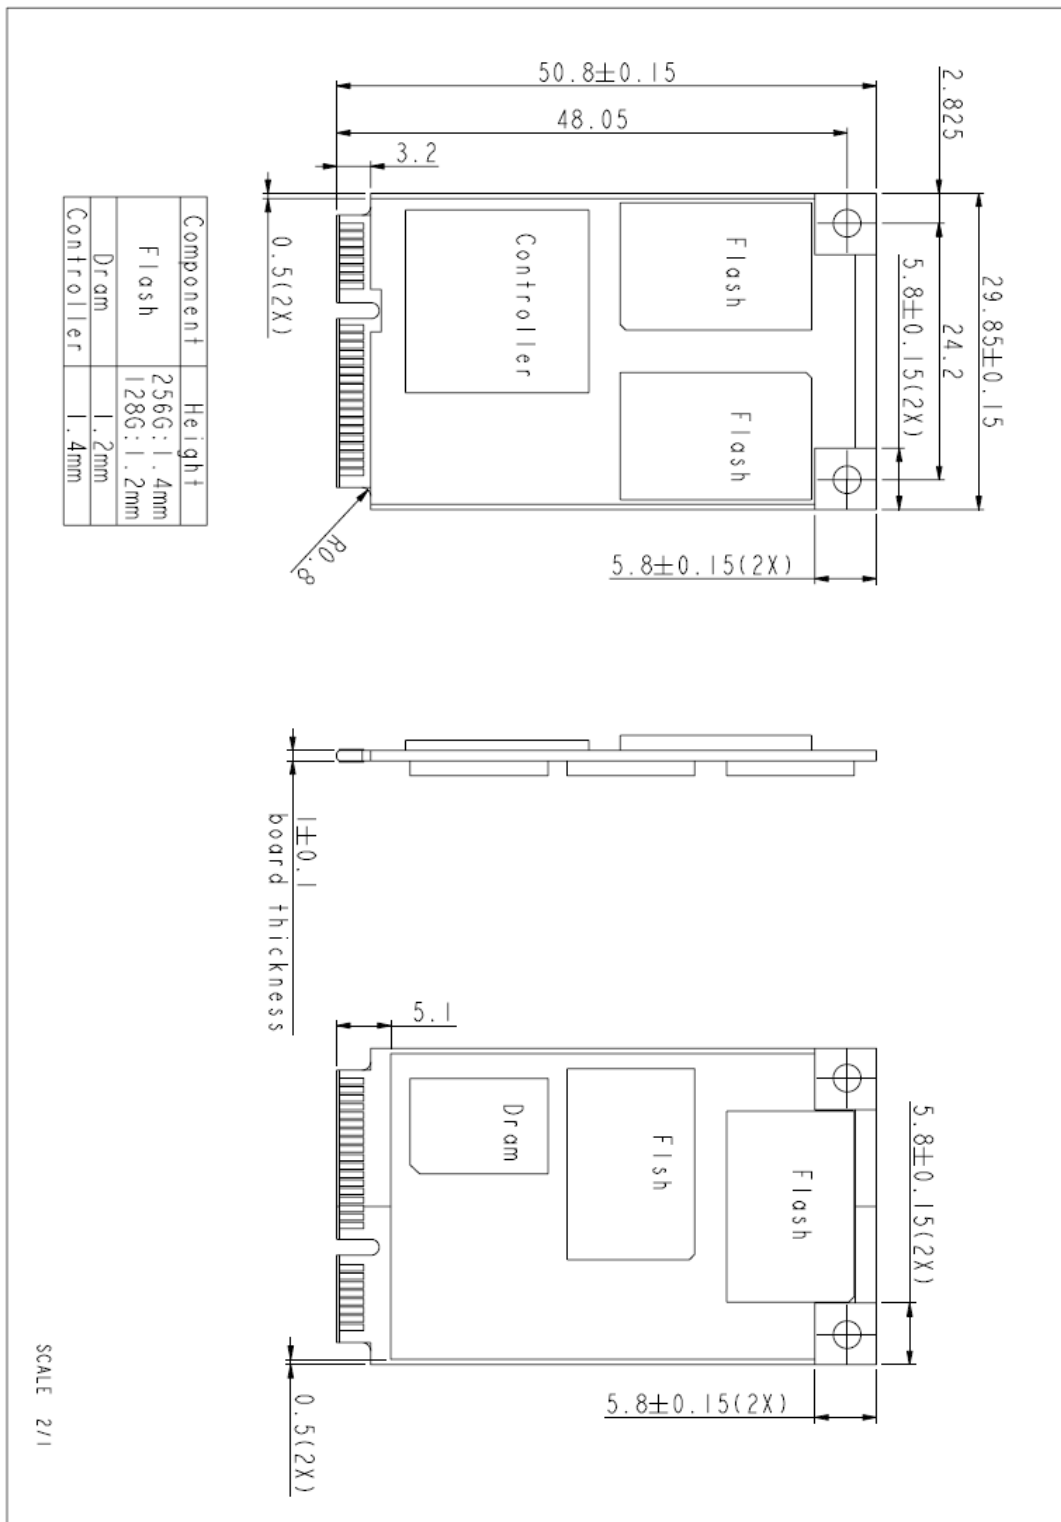 50.8±0.15
48.05
3.2
2.825
29.85±0.15
24.2
5.8±0.15(2X)
0.5(2X)
Controller
Flash
Flash
R0.8
5.8±0.15(2X)
Component Height
Flash 256G:1.4mm
128G:1.2mm
Dram 1.2mm
Controller 1.4mm
1±0.1
board thickness
5.1
Dram
Flsh
Flash
5.8±0.15(2X)
5.8±0.15(2X)
0.5(2X)
SCALE 2/1